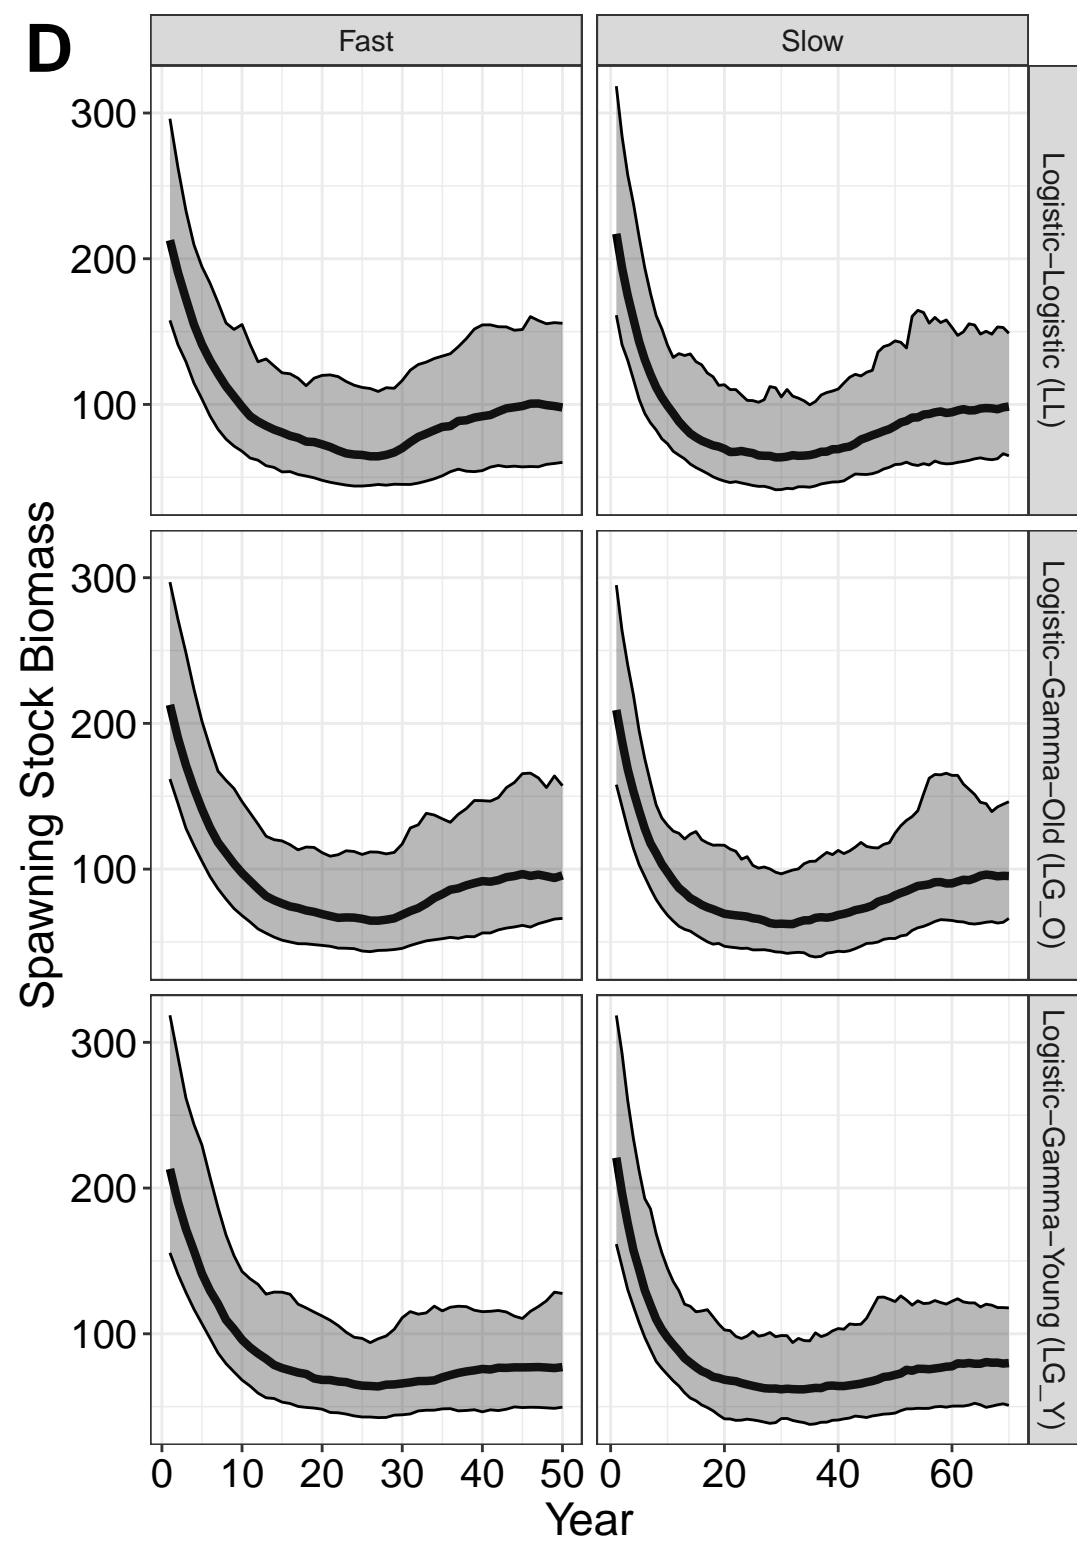 D
Fast
Slow
300
200
100
Logistic−Logistic (LL)
300
200
100
Logistic−Gamma−Old (LG_O)
300
200
100
Logistic−Gamma−Young (LG_Y)
Spawning Stock Biomass
0 10 20 30 40 50
0 20 40 60
Year